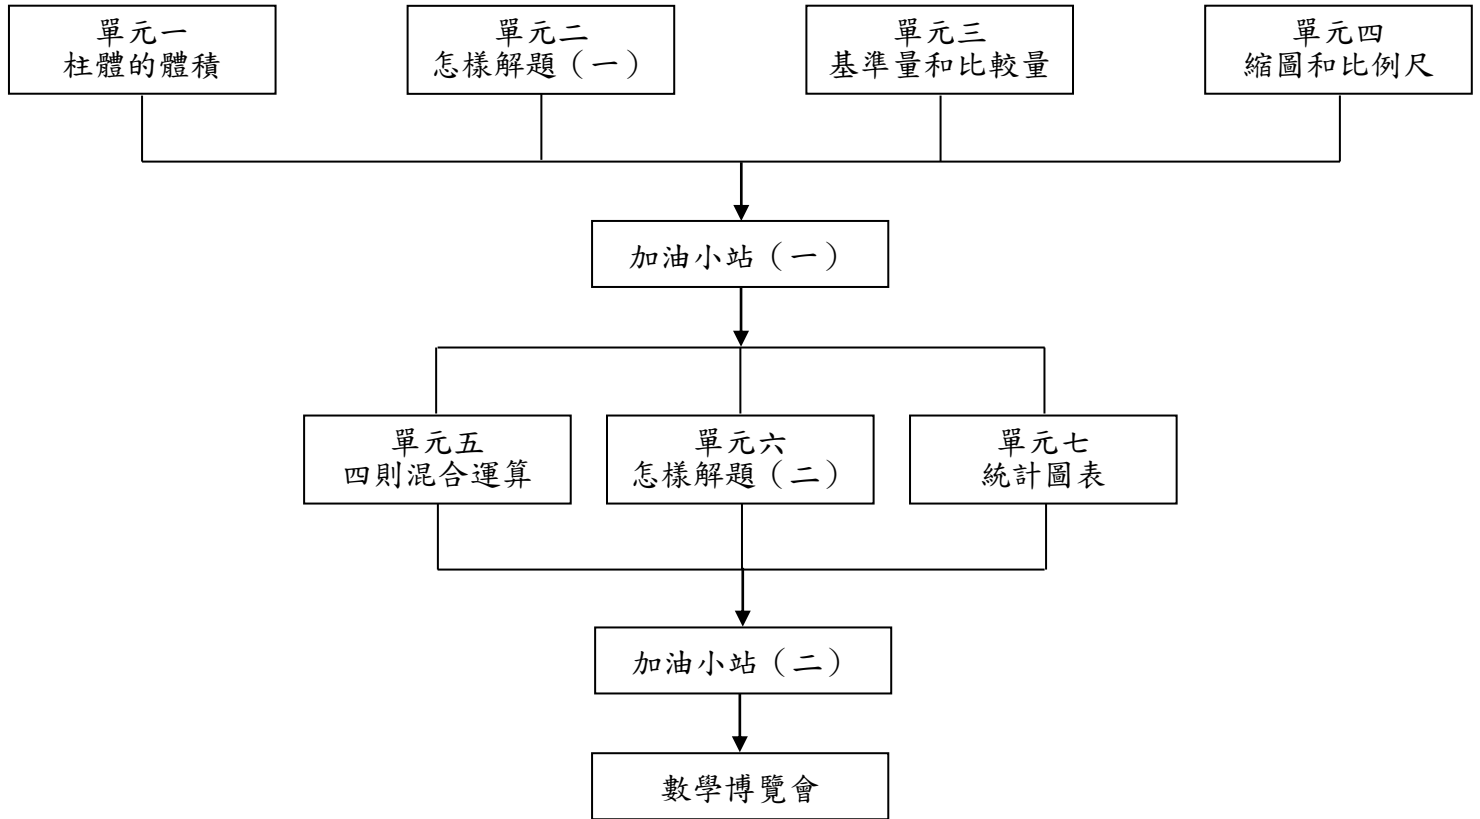 單元一
柱體的體積
單元二
怎樣解題（一）
單元三
基準量和比較量
單元四
縮圖和比例尺
加油小站（一）
單元五
四則混合運算
單元六
怎樣解題（二）
單元七
統計圖表
加油小站（二）
數學博覽會